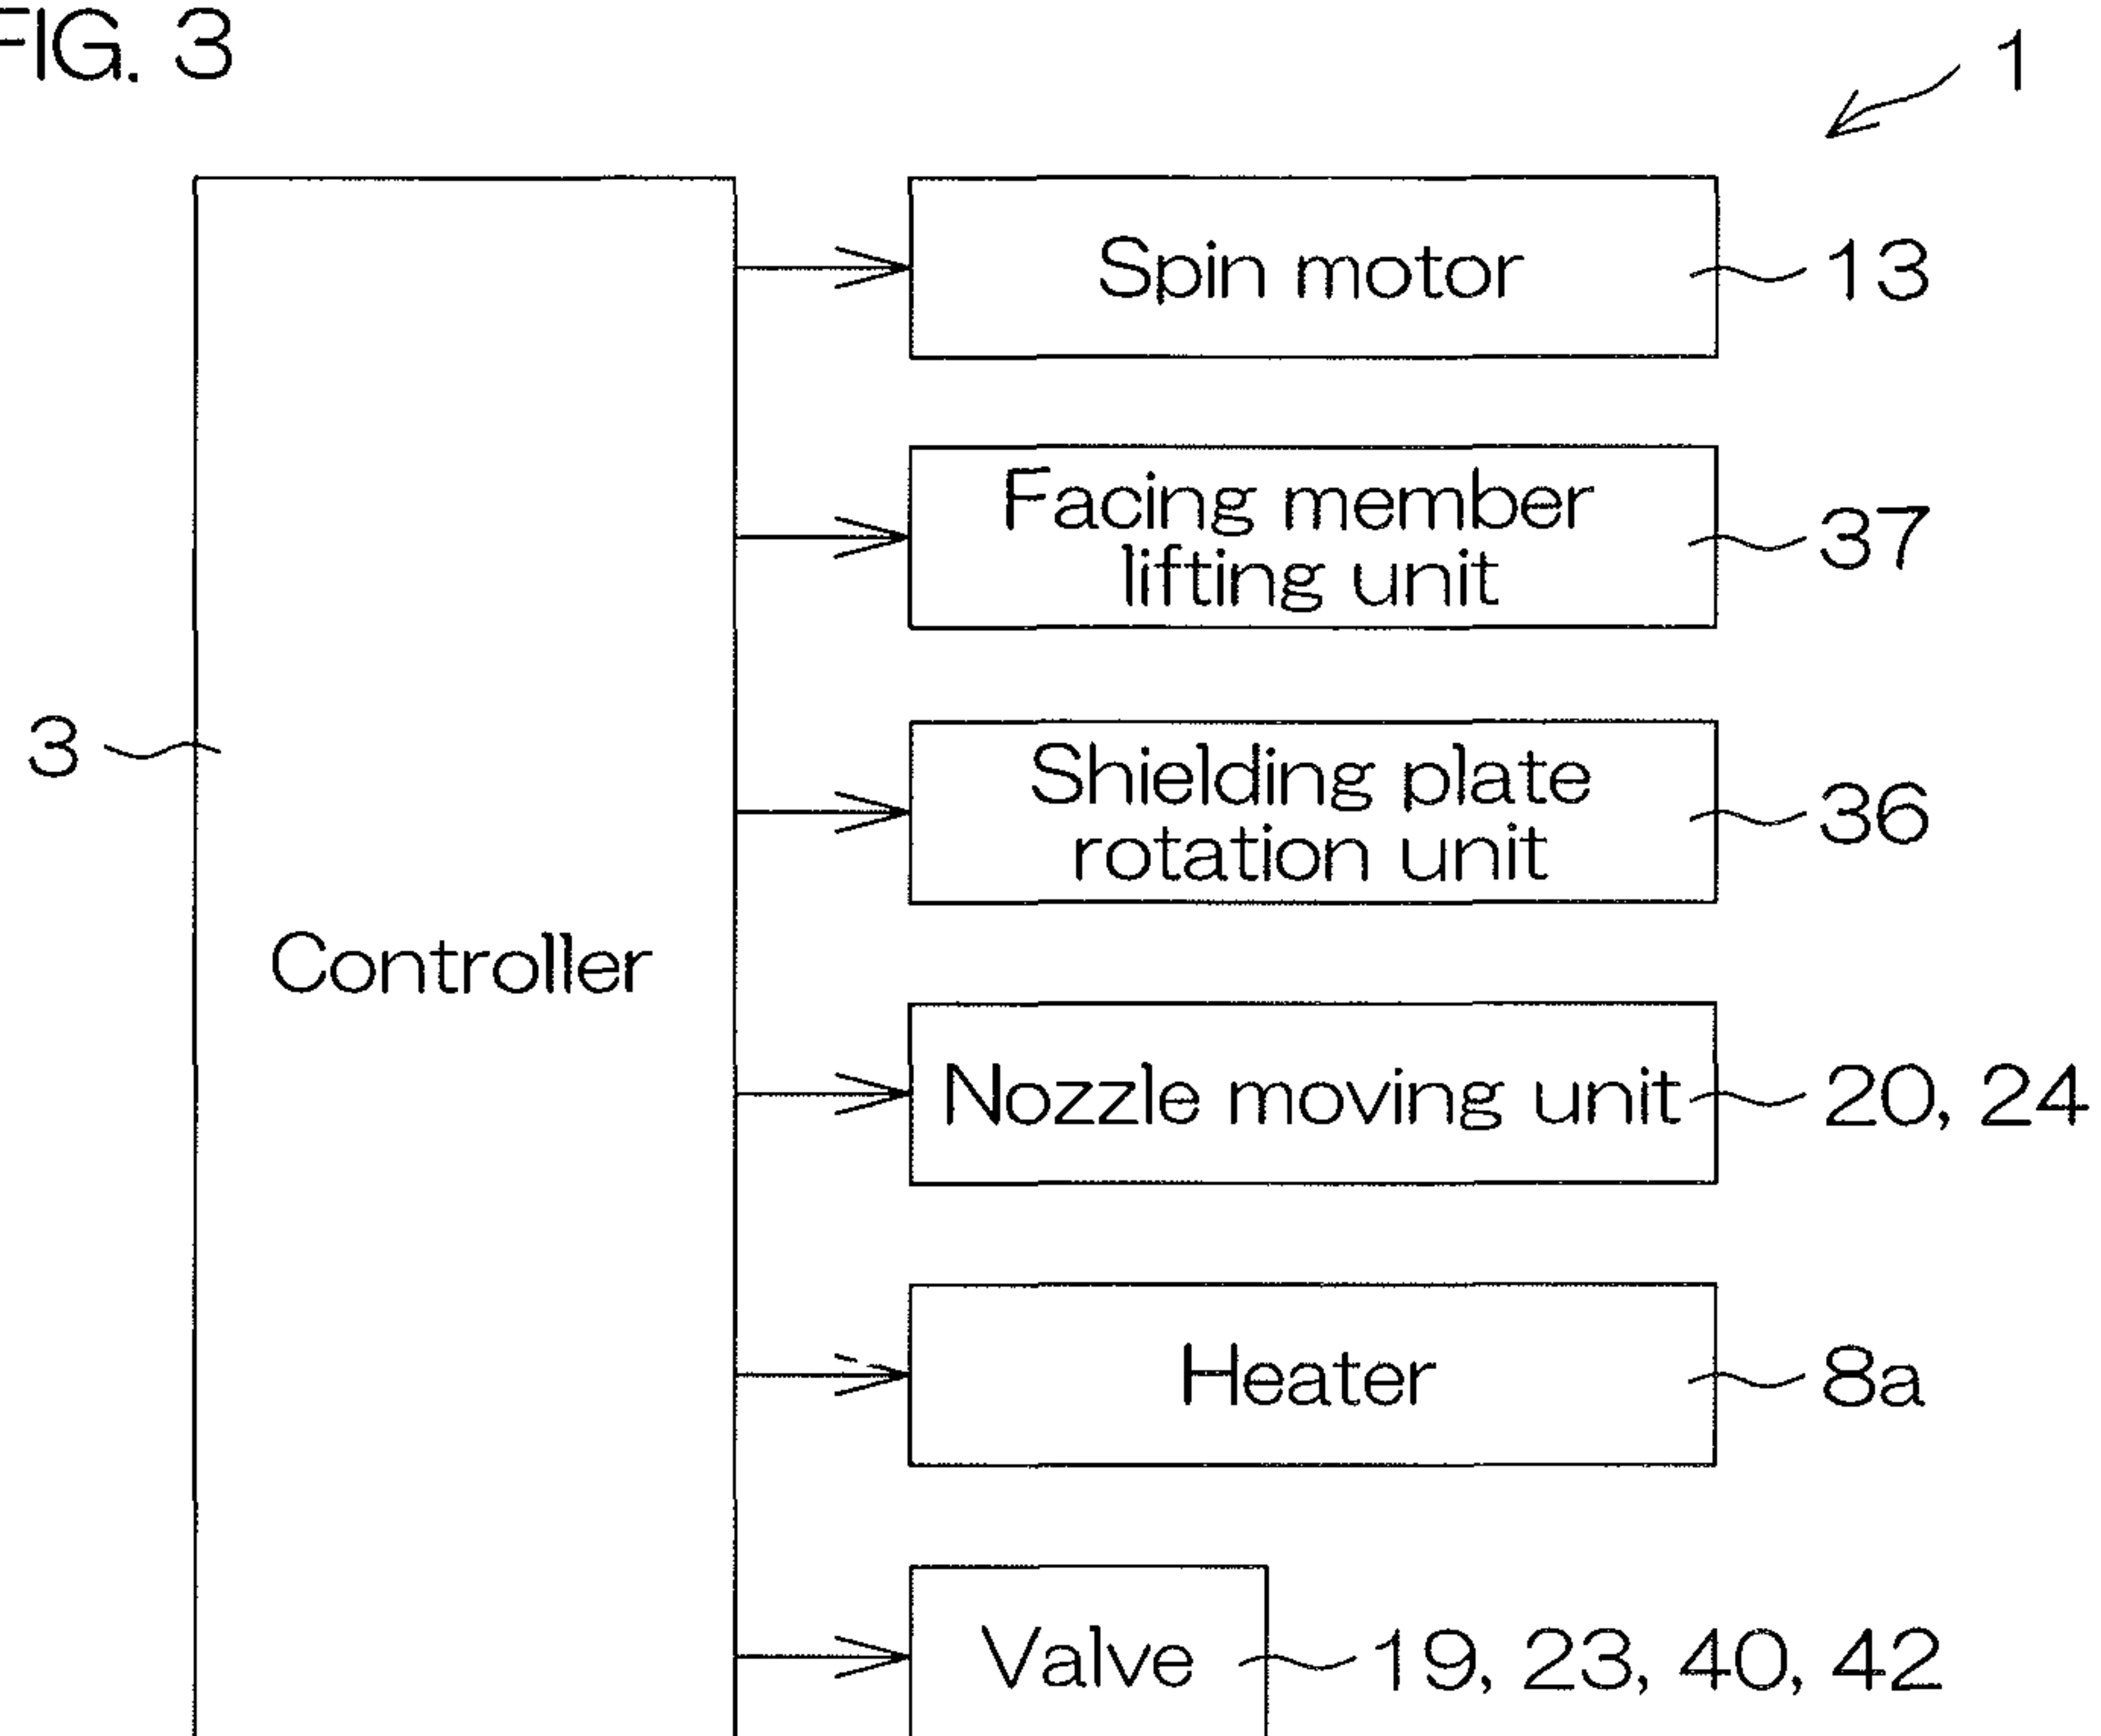 FIG. 3
1
Spin motor
13
Facing member
lifting unit
37
3
Shielding plate
rotation unit
36
Controller
Nozzle moving unit
20, 24
Heater
8a
Valve
19, 23, 40, 42